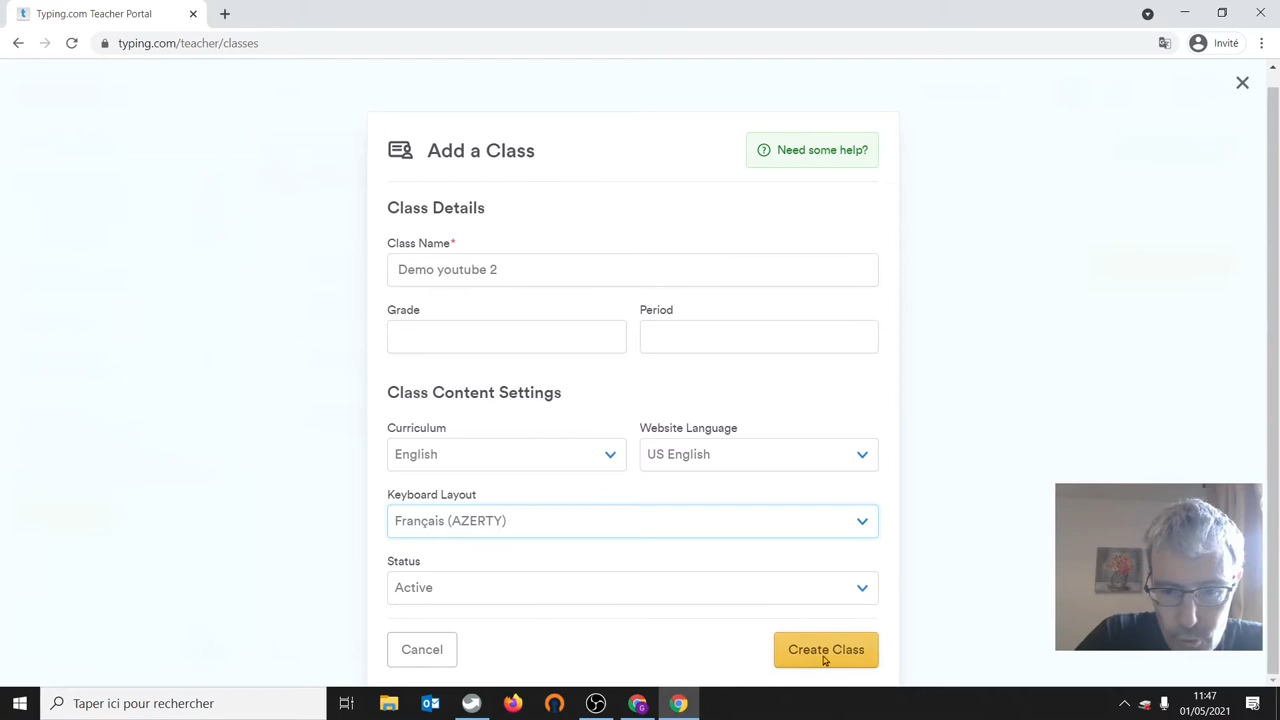 Typing.com Teacher Portal
typing.com/teacher/classes
Invité
Add a Class
Need some help?
Class Details
Class Name*
Demo youtube 2
Grade
Period
Class Content Settings
Curriculum
Website Language
English
US English
Keyboard Layout
Français (AZERTY)
Status
Active
Cancel
Create Class
Taper ici pour rechercher
11:47
01/05/2021